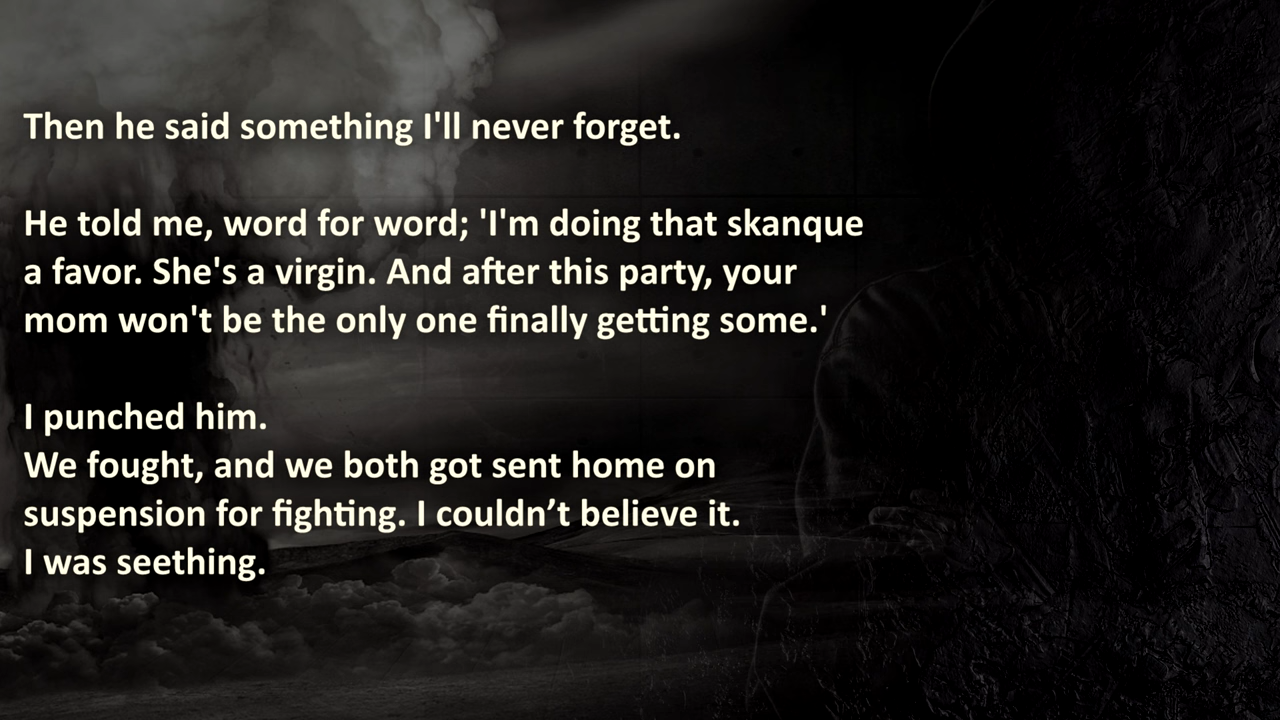 Then he said something I'll never forget.
He told me, word for word; 'I'm doing that skanque
a favor. She's a virgin. And after this party, your
mom won't be the only one finally getting some.'
I punched him.
We fought, and we both got sent home on
suspension for fighting. I couldn’t believe it.
I was seething.